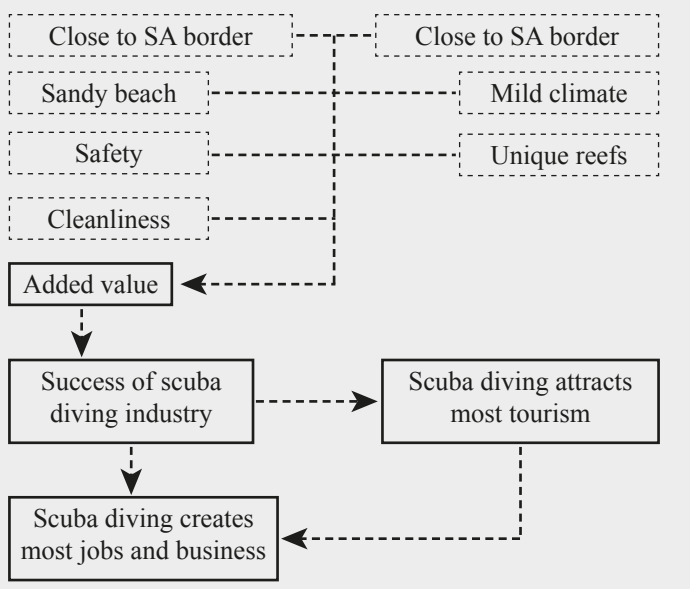 Close to SA border
Close to SA border
Sandy beach
Mild climate
Safety
Unique reefs
Cleanliness
Added value
Success of scuba
diving industry
Scuba diving attracts
most tourism
Scuba diving creates
most jobs and business